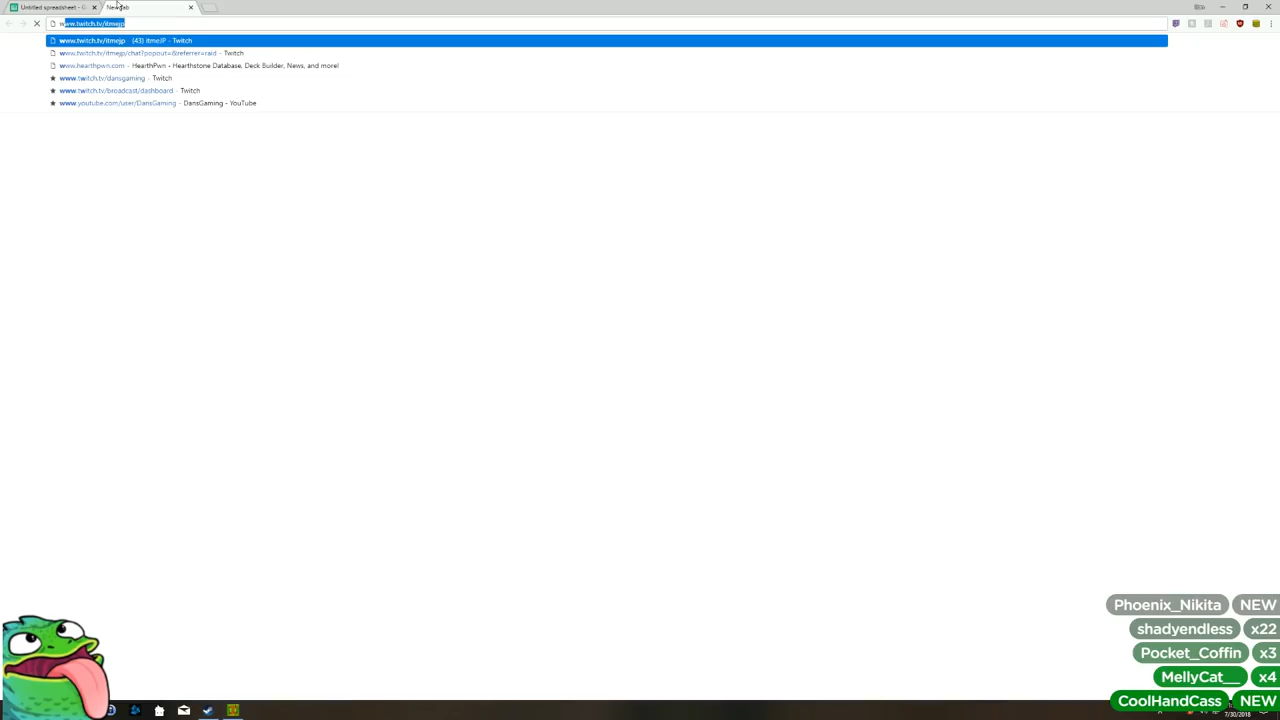 Untitled spreadsheet - G
New Tab
www.twitch.tv/itmejp
www.twitch.tv/itmejp (43) itmeJP - Twitch
www.twitch.tv/itmejp/chat?popout=&referrer=raid - Twitch
www.hearthpwn.com - HearthPwn - Hearthstone Database, Deck Builder, News, and more!
www.twitch.tv/dansgaming - Twitch
www.twitch.tv/broadcast/dashboard - Twitch
www.youtube.com/user/DansGaming - DansGaming - YouTube
Phoenix_Nikita NEW
shadyendless x22
Pocket_Coffin x3
MellyCat__ x4
CoolHandCass NEW
7/30/2018